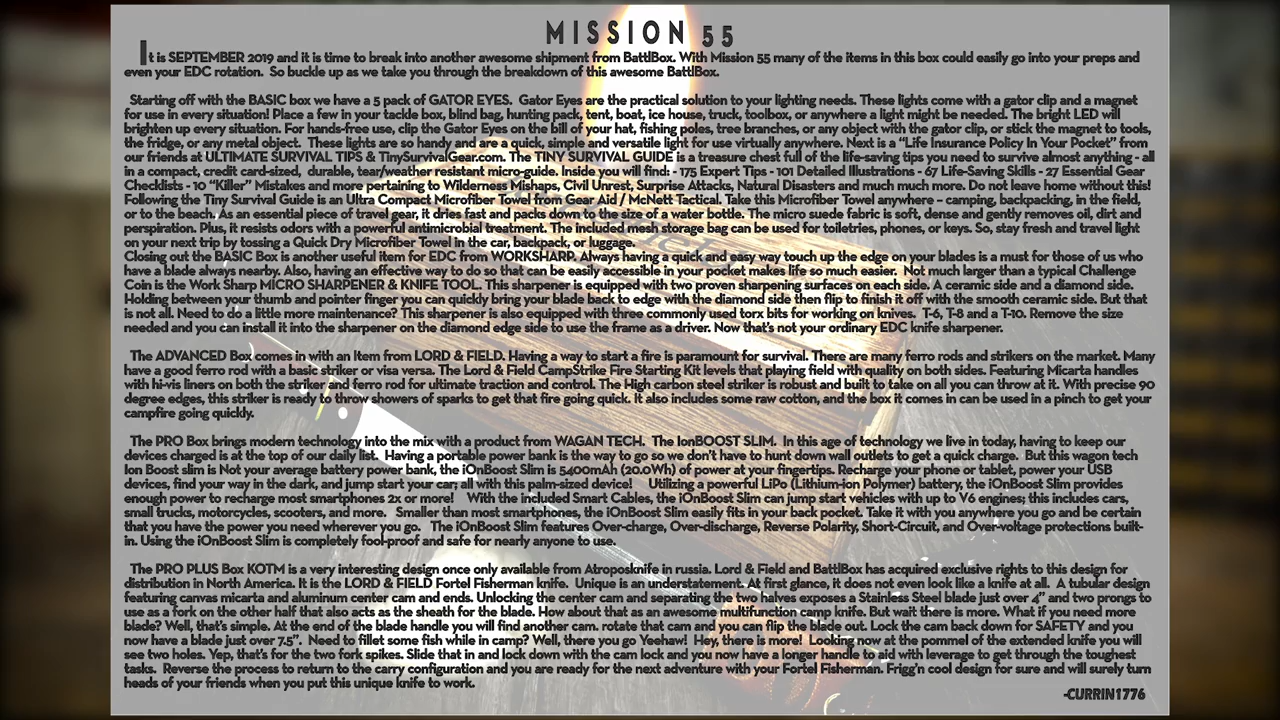 MISSION 55
It is SEPTEMBER 2019 and it is time to break into another awesome shipment from BattlBox. With Mission 55 many of the items in this box could easily go into your preps and
even your EDC rotation. So buckle up as we take you through the breakdown of this awesome BattlBox.
Starting off with the BASIC box we have a 5 pack of GATOR EYES. Gator Eyes are the practical solution to your lighting needs. These lights come with a gator clip and a magnet
for use in every situation! Place a few in your tackle box, blind bag, hunting pack, tent, boat, ice house, truck, toolbox, or anywhere a light might be needed. The bright LED will
brighten up every situation. For hands-free use, clip the Gator Eyes on the bill of your hat, fishing poles, tree branches, or any object with the gator clip, or stick the magnet to tools,
the fridge, or any metal object. These lights are so handy and are a quick, simple and versatile light for use virtually anywhere. Next is a “Life Insurance Policy In Your Pocket” from
our friends at ULTIMATE SURVIVAL TIPS & TinySurvivalGear.com. The TINY SURVIVAL GUIDE is a treasure chest full of the life-saving tips you need to survive almost anything - all
in a compact, credit card-sized, durable, tear/weather resistant micro-guide. Inside you will find: - 175 Expert Tips - 101 Detailed Illustrations - 67 Life-Saving Skills - 27 Essential Gear
Checklists - 10 “Killer” Mistakes and more pertaining to Wilderness Mishaps, Civil Unrest, Surprise Attacks, Natural Disasters and much much more. Do not leave home without this!
Following the Tiny Survival Guide is an Ultra Compact Microfiber Towel from Gear Aid / McNett Tactical. Take this Microfiber Towel anywhere – camping, backpacking, in the field,
or to the beach. As an essential piece of travel gear, it dries fast and packs down to the size of a water bottle. The micro suede fabric is soft, dense and gently removes oil, dirt and
perspiration. Plus, it resists odors with a powerful antimicrobial treatment. The included mesh storage bag can be used for toiletries, phones, or keys. So, stay fresh and travel light
on your next trip by tossing a Quick Dry Microfiber Towel in the car, backpack, or luggage.
Closing out the BASIC Box is another useful item for EDC from WORKSHARP. Always having a quick and easy way touch up the edge on your blades is a must for those of us who
have a blade always nearby. Also, having an effective way to do so that can be easily accessible in your pocket makes life so much easier. Not much larger than a typical Challenge
Coin is the Work Sharp MICRO SHARPENER & KNIFE TOOL. This sharpener is equipped with two proven sharpening surfaces on each side. A ceramic side and a diamond side.
Holding between your thumb and pointer finger you can quickly bring your blade back to edge with the diamond side then flip to finish it off with the smooth ceramic side. But that
is not all. Need to do a little more maintenance? This sharpener is also equipped with three commonly used torx bits for working on knives. T-6, T-8 and a T-10. Remove the size
needed and you can install it into the sharpener on the diamond edge side to use the frame as a driver. Now that's not your ordinary EDC knife sharpener.
The ADVANCED Box comes in with an Item from LORD & FIELD. Having a way to start a fire is paramount for survival. There are many ferro rods and strikers on the market. Many
have a good ferro rod with a basic striker or visa versa. The Lord & Field CampStrike Fire Starting Kit levels that playing field with quality on both sides. Featuring Micarta handles
with hi-vis liners on both the striker and ferro rod for ultimate traction and control. The High carbon steel striker is robust and built to take on all you can throw at it. With precise 90
degree edges, this striker is ready to throw showers of sparks to get that fire going quick. It also includes some raw cotton, and the box it comes in can be used in a pinch to get your
campfire going quickly.
The PRO Box brings modern technology into the mix with a product from WAGAN TECH. The IonBOOST SLIM. In this age of technology we live in today, having to keep our
devices charged is at the top of our daily list. Having a portable power bank is the way to go so we don't have to hunt down wall outlets to get a quick charge. But this wagon tech
Ion Boost slim is Not your average battery power bank, the iOnBoost Slim is 5400mAh (20.0Wh) of power at your fingertips. Recharge your phone or tablet, power your USB
devices, find your way in the dark, and jump start your car; all with this palm-sized device! Utilizing a powerful LiPo (Lithium-ion Polymer) battery, the iOnBoost Slim provides
enough power to recharge most smartphones 2x or more! With the included Smart Cables, the iOnBoost Slim can jump start vehicles with up to V6 engines; this includes cars,
small trucks, motorcycles, scooters, and more. Smaller than most smartphones, the iOnBoost Slim easily fits in your back pocket. Take it with you anywhere you go and be certain
that you have the power you need wherever you go. The iOnBoost Slim features Over-charge, Over-discharge, Reverse Polarity, Short-Circuit, and Over-voltage protections built-
in. Using the iOnBoost Slim is completely fool-proof and safe for nearly anyone to use.
The PRO PLUS Box KOTM is a very interesting design once only available from Atroposknife in russia. Lord & Field and BattlBox has acquired exclusive rights to this design for
distribution in North America. It is the LORD & FIELD Fortel Fisherman knife. Unique is an understatement. At first glance, it does not even look like a knife at all. A tubular design
featuring canvas micarta and aluminum center cam and ends. Unlocking the center cam and separating the two halves exposes a Stainless Steel blade just over 4” and two prongs to
use as a fork on the other half that also acts as the sheath for the blade. How about that as an awesome multifunction camp knife. But wait there is more. What if you need more
blade? Well, that's simple. At the end of the blade handle you will find another cam. rotate that cam and you can flip the blade out. Lock the cam back down for SAFETY and you
now have a blade just over 7.5”. Need to fillet some fish while in camp? Well, there you go Yeehaw! Hey, there is more! Looking now at the pommel of the extended knife you will
see two holes. Yep, that's for the two fork spikes. Slide that in and lock down with the cam lock and you now have a longer handle to aid with leverage to get through the toughest
tasks. Reverse the process to return to the carry configuration and you are ready for the next adventure with your Fortel Fisherman. Frigg'n cool design for sure and will surely turn
heads of your friends when you put this unique knife to work.
-CURRIN1776